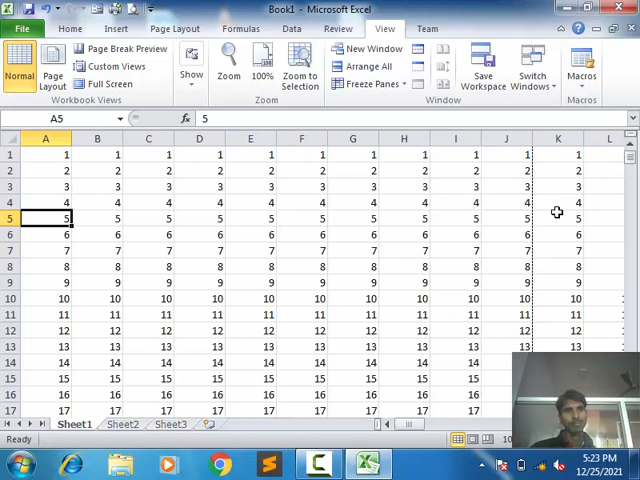 Book1 - Microsoft Excel
File Home Insert Page Layout Formulas Data Review View Team
Normal Page Layout Page Break Preview Custom Views Full Screen Show Zoom 100% Zoom to Selection New Window Arrange All Freeze Panes Save Workspace Switch Windows Macros
Workbook Views Zoom Window Macros
A5 fx 5
A B C D E F G H I J K L
1 1 1 1 1 1 1 1 1 1 1 1
2 2 2 2 2 2 2 2 2 2 2 2
3 3 3 3 3 3 3 3 3 3 3 3
4 4 4 4 4 4 4 4 4 4 4 4
5 5 5 5 5 5 5 5 5 5 5 5
6 6 6 6 6 6 6 6 6 6 6 6
7 7 7 7 7 7 7 7 7 7 7 7
8 8 8 8 8 8 8 8 8 8 8 8
9 9 9 9 9 9 9 9 9 9 9 9
10 10 10 10 10 10 10 10 10 10 10 10
11 11 11 11 11 11 11 11 11 11 11 11
12 12 12 12 12 12 12 12 12 12 12 12
13 13 13 13 13 13 13 13 13 13 13 13
14 14 14 14 14 14 14 14 14 14
15 15 15 15 15 15 15 15 15 15
16 16 16 16 16 16 16 16 16 16
17 17 17 17 17 17 17 17 17 17
Sheet1 Sheet2 Sheet3
Ready
5:23 PM
12/25/2021